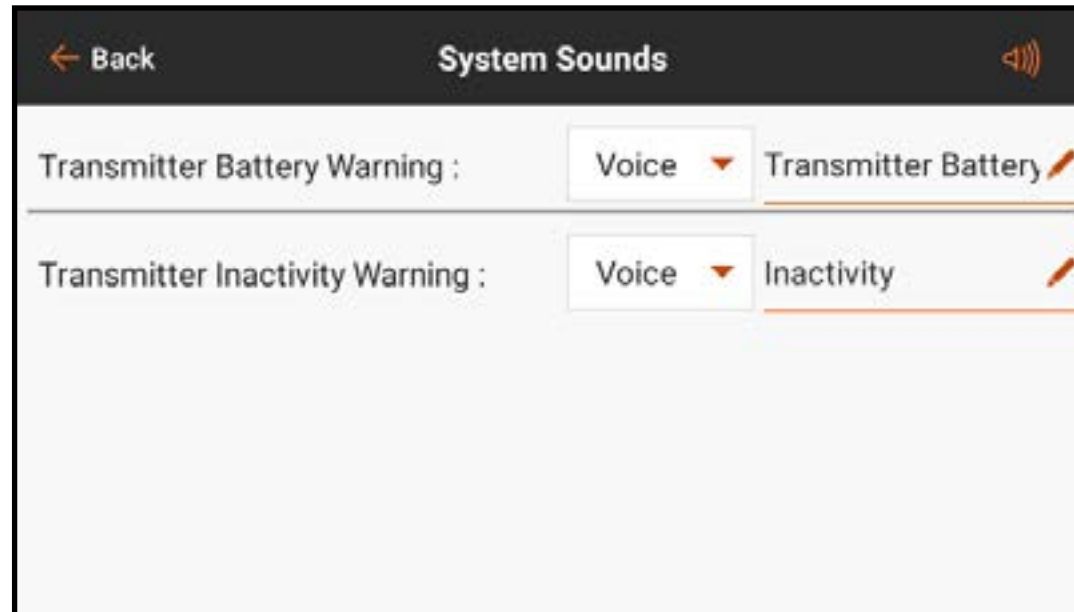 Back
System Sounds
Transmitter Battery Warning : Voice Transmitter Battery
Transmitter Inactivity Warning : Voice Inactivity